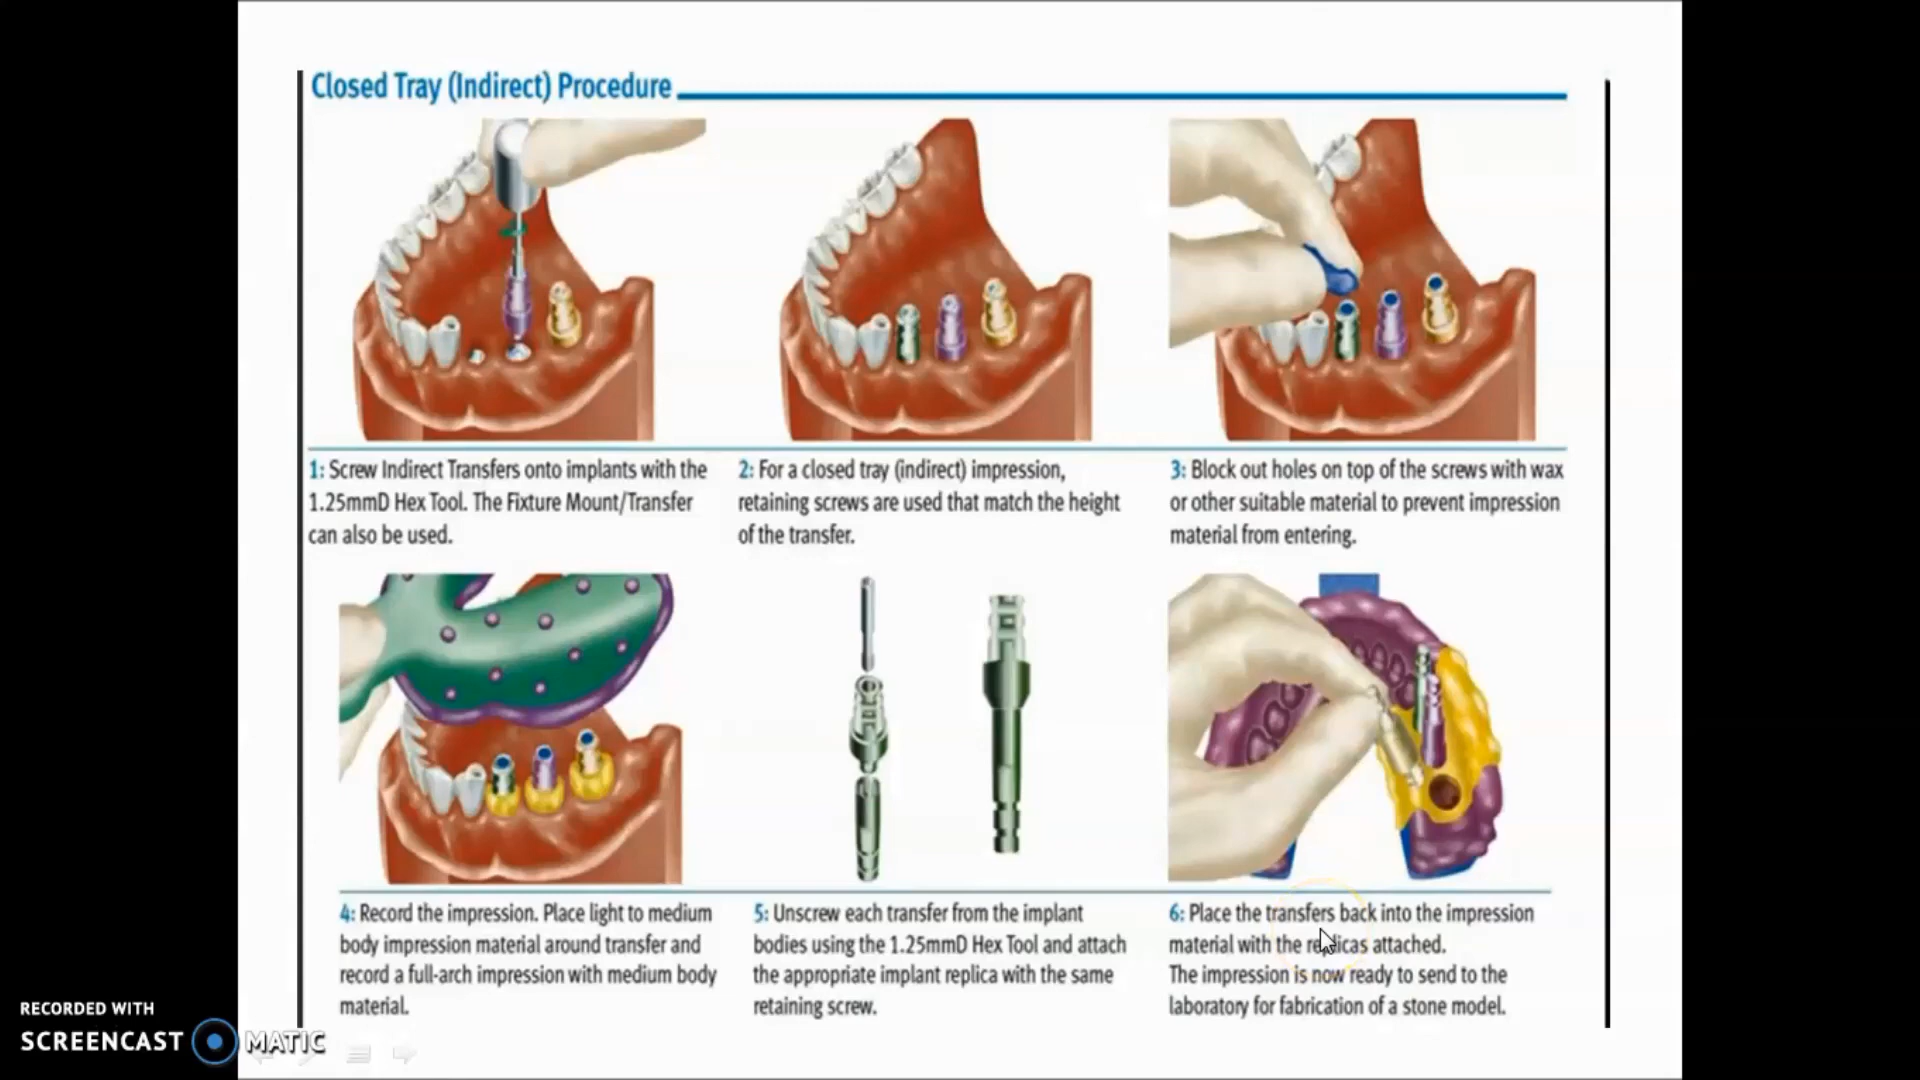 Closed Tray (Indirect) Procedure
1: Screw Indirect Transfers onto implants with the
1.25mmD Hex Tool. The Fixture Mount/Transfer
can also be used.
2: For a closed tray (indirect) impression,
retaining screws are used that match the height
of the transfer.
3: Block out holes on top of the screws with wax
or other suitable material to prevent impression
material from entering.
4: Record the impression. Place light to medium
body impression material around transfer and
record a full-arch impression with medium body
material.
5: Unscrew each transfer from the implant
bodies using the 1.25mmD Hex Tool and attach
the appropriate implant replica with the same
retaining screw.
6: Place the transfers back into the impression
material with the replicas attached.
The impression is now ready to send to the
laboratory for fabrication of a stone model.
RECORDED WITH
SCREENCAST MATIC